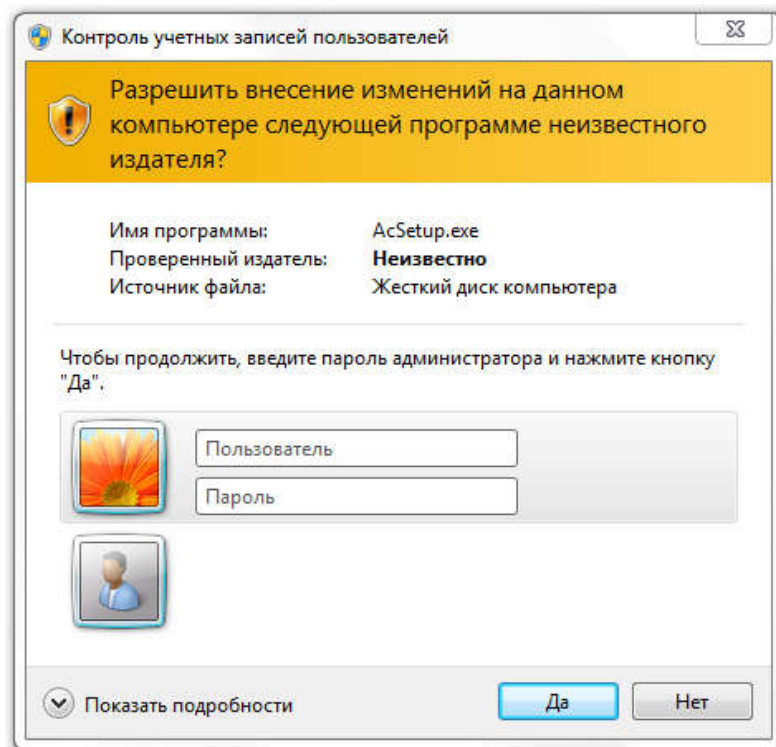 Контроль учетных записей пользователей
Разрешить внесение изменений на данном
компьютере следующей программе неизвестного
издателя?
Имя программы: AcSetup.exe
Проверенный издатель: Неизвестно
Источник файла: Жесткий диск компьютера
Чтобы продолжить, введите пароль администратора и нажмите кнопку
"Да".
Пользователь
Пароль
Показать подробности
Да
Нет